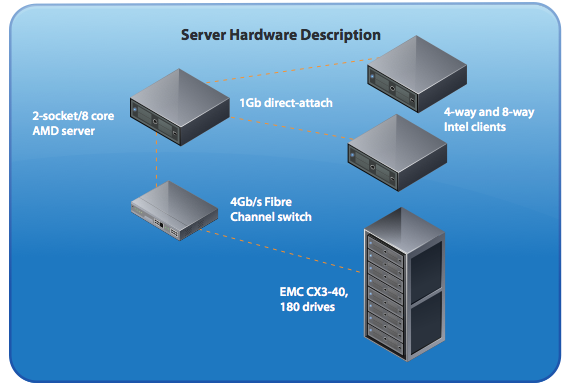 Server Hardware Description
2-socket/8 core
AMD server
1Gb direct-attach
4-way and 8-way
Intel clients
4Gb/s Fibre
Channel switch
EMC CX3-40,
180 drives